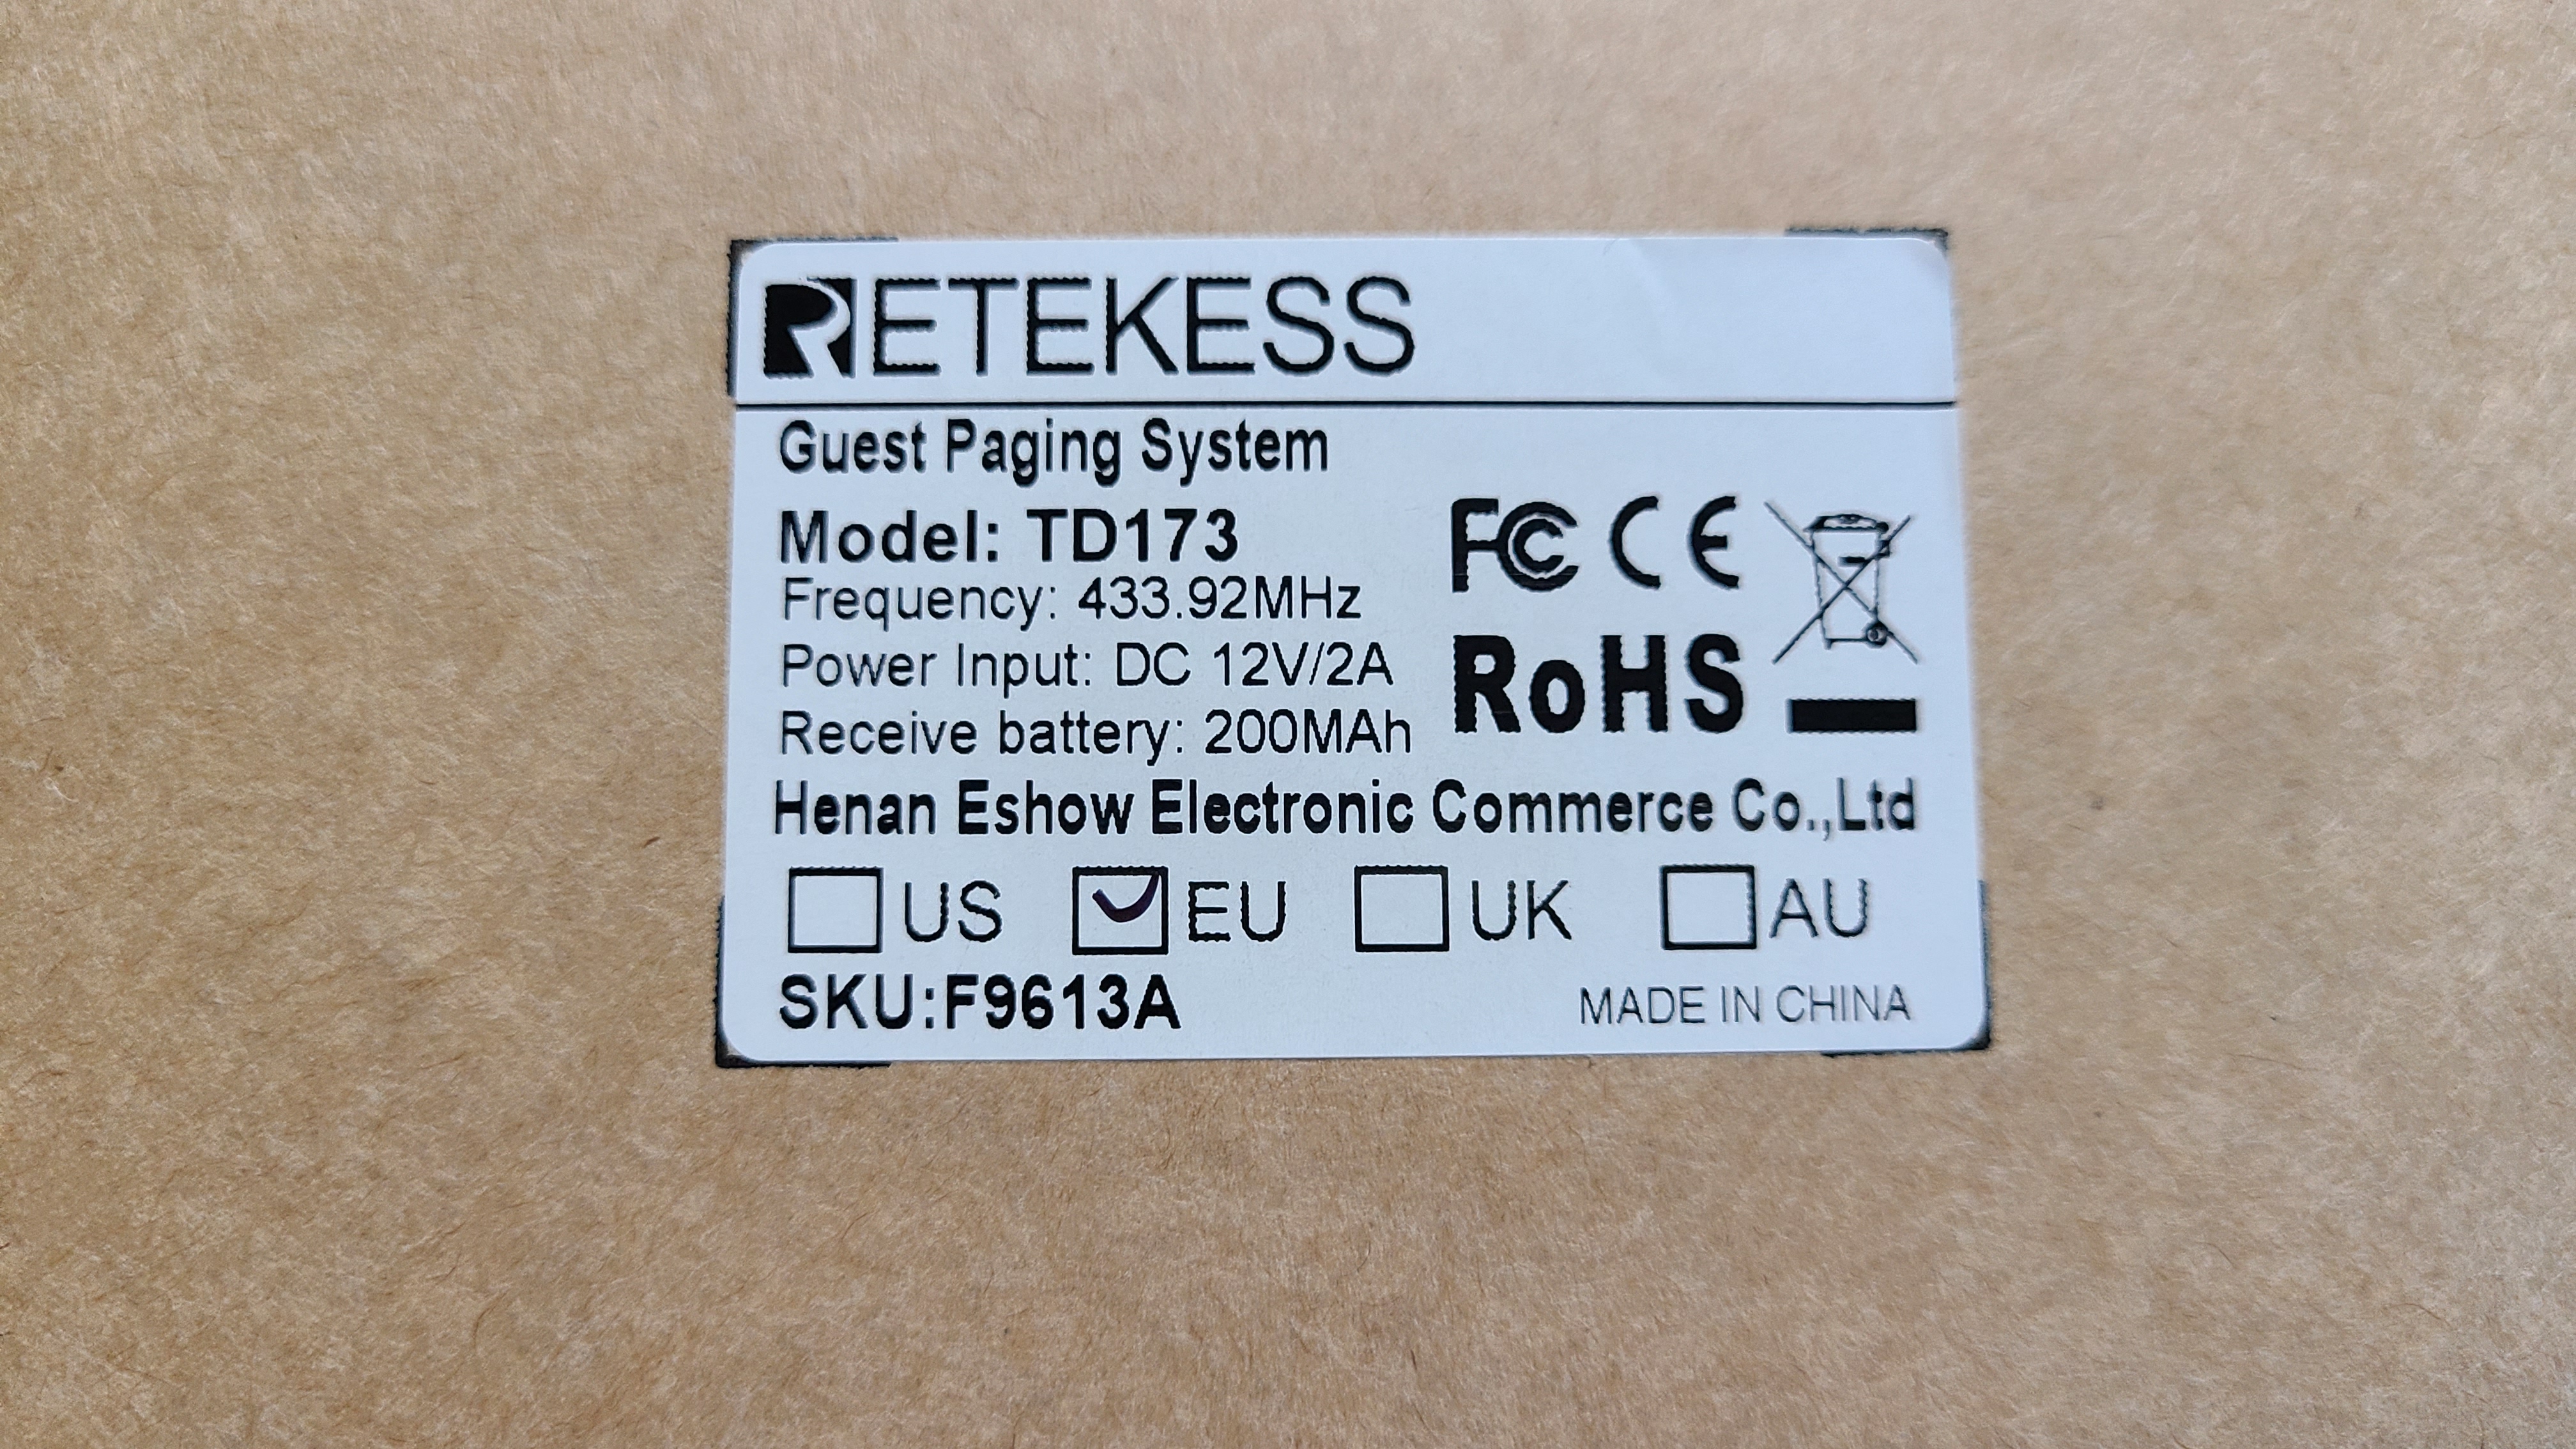 RETEKESS
Guest Paging System
Model: TD173
Frequency: 433.92MHz
Power Input: DC 12V/2A
Receive battery: 200MAh
FC CE
RoHS
Henan Eshow Electronic Commerce Co.,Ltd
US EU UK AU
SKU:F9613A
MADE IN CHINA